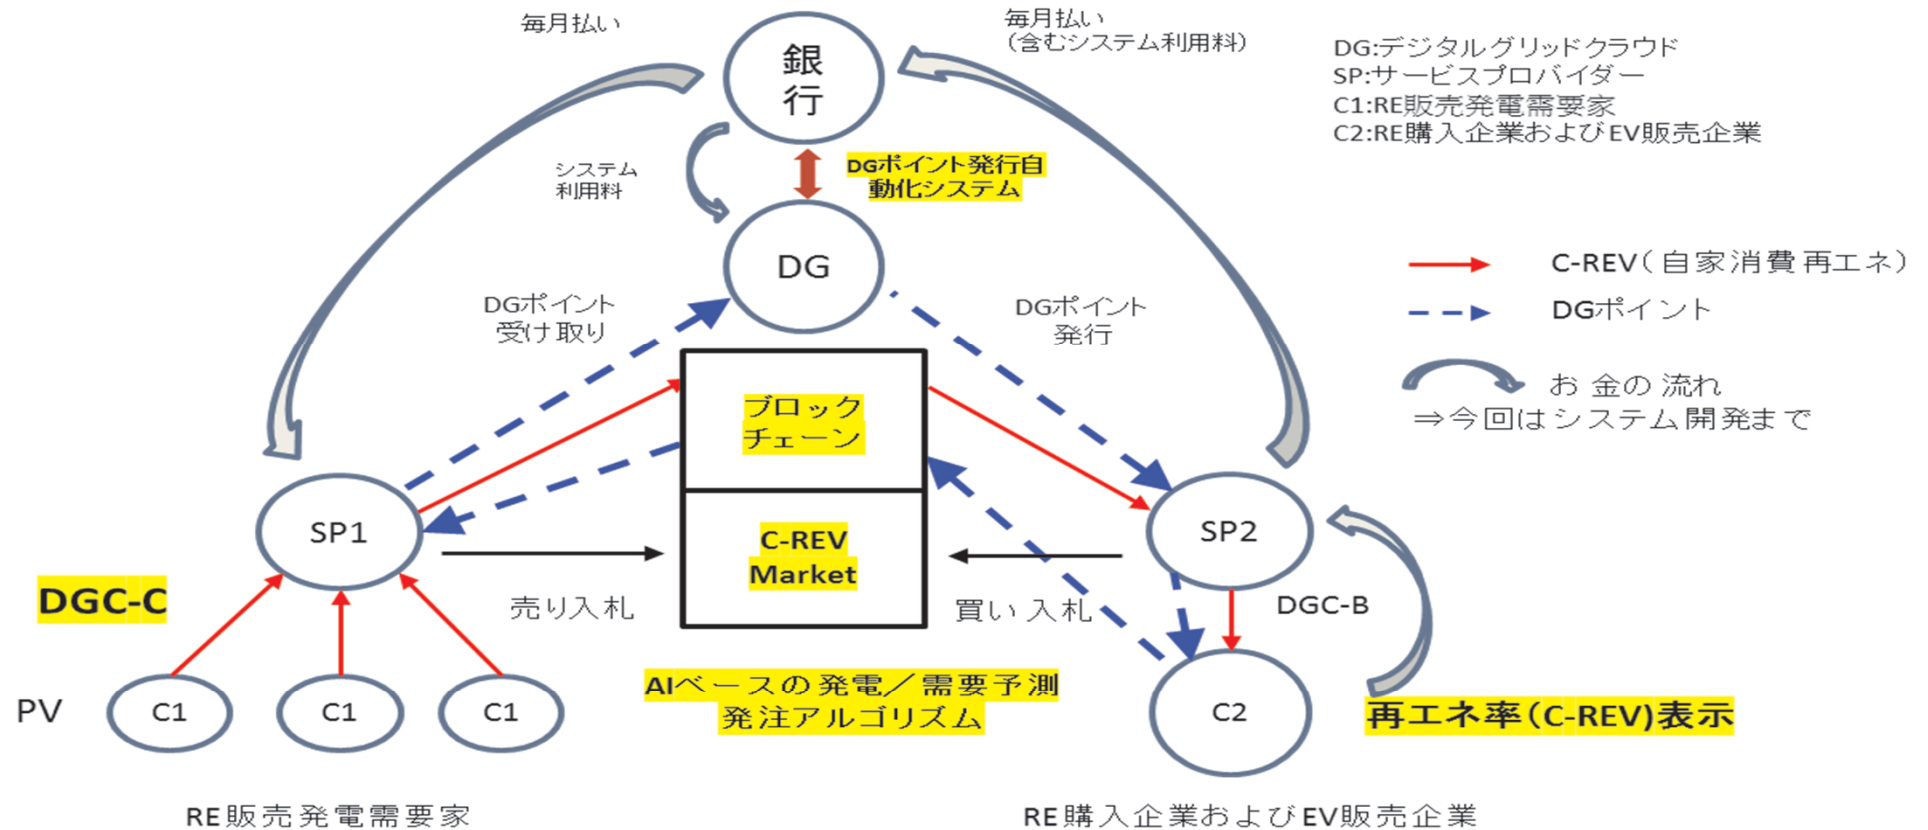 毎月払い
毎月払い
(含むシステム利用料)
銀
行
DG:デジタルグリッドクラウド
SP:サービスプロバイダー
C1:RE販売発電需要家
C2:RE購入企業およびEV販売企業
システム
利用料
DGポイント発行自
動化システム
DG
DGポイント
受け取り
DGポイント
発行
C-REV(自家消費再エネ)
DGポイント
お金の流れ
⇒今回はシステム開発まで
ブロック
チェーン
SP1
C-REV
Market
SP2
DGC-C
売り入札
買い入札
DGC-B
PV
C1
C1
C1
AIベースの発電/需要予測
発注アルゴリズム
C2
再エネ率(C-REV)表示
RE販売発電需要家
RE購入企業およびEV販売企業